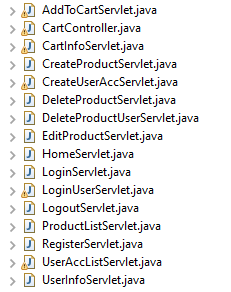 AddToCartServlet.java
CartController.java
CartInfoServlet.java
CreateProductServlet.java
CreateUserAccServlet.java
DeleteProductServlet.java
DeleteProductUserServlet.java
EditProductServlet.java
HomeServlet.java
LoginServlet.java
LoginUserServlet.java
LogoutServlet.java
ProductListServlet.java
RegisterServlet.java
UserAccListServlet.java
UserInfoServlet.java